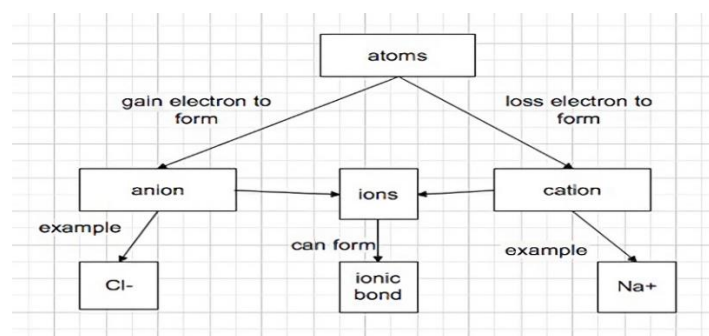 atoms
gain electron to
form
loss electron to
form
anion
ions
cation
example
can form
example
Cl-
ionic
bond
Na+